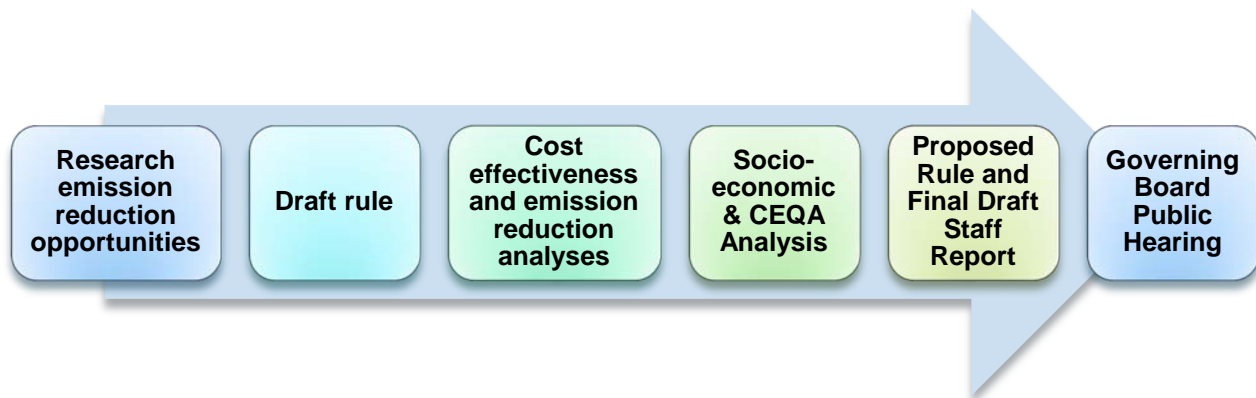 Research
emission
reduction
opportunities
Draft rule
Cost
effectiveness
and emission
reduction
analyses
Socio-
economic
& CEQA
Analysis
Proposed
Rule and
Final Draft
Staff
Report
Governing
Board
Public
Hearing